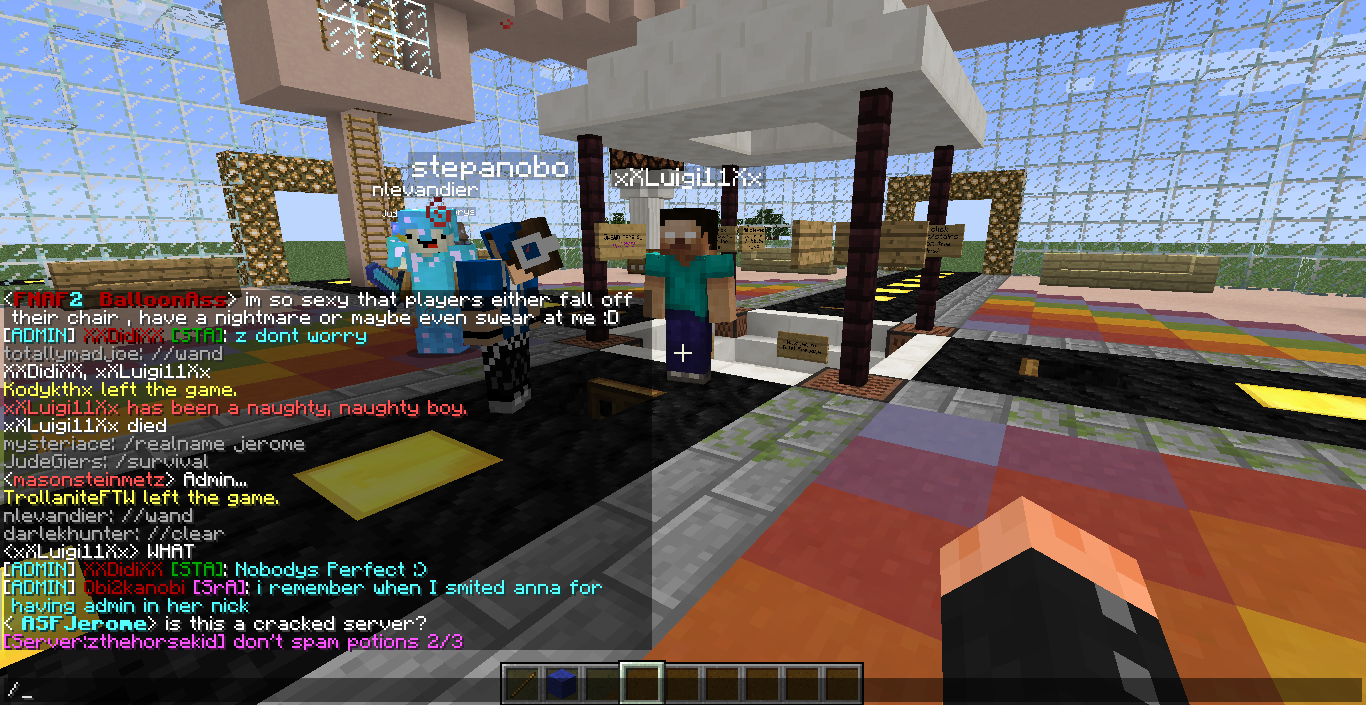 stepanobo
nlevandier
xXLuigi11Xx
<FNAF2 BalloonAss> im so sexy that players either fall off
their chair , have a nightmare or maybe even swear at me :D
[ADMIN] XXDidiXX [STA]: z dont worry
totallymad.joe: //wand
XXDidiXX, xXLuigi11Xx
Kodykthx left the game.
xXLuigi11Xx has been a naughty, naughty boy.
xXLuigi11Xx died
mysteriace: /realname jerome
JudeGiers: /survival
<masonsteinmetz> Admin...
TrollaniteFTW left the game.
nlevandier: //wand
darlekhunter: //clear
<xXLuigi11Xx> WHAT
[ADMIN] XXDidiXX [STA]: Nobodys Perfect :)
[ADMIN] Obi2kanobi [SrA]: i remember when I smited anna for
having admin in her nick
< ASFJerome> is this a cracked server?
[Server:zthehorsekid] don't spam potions 2/3
/_